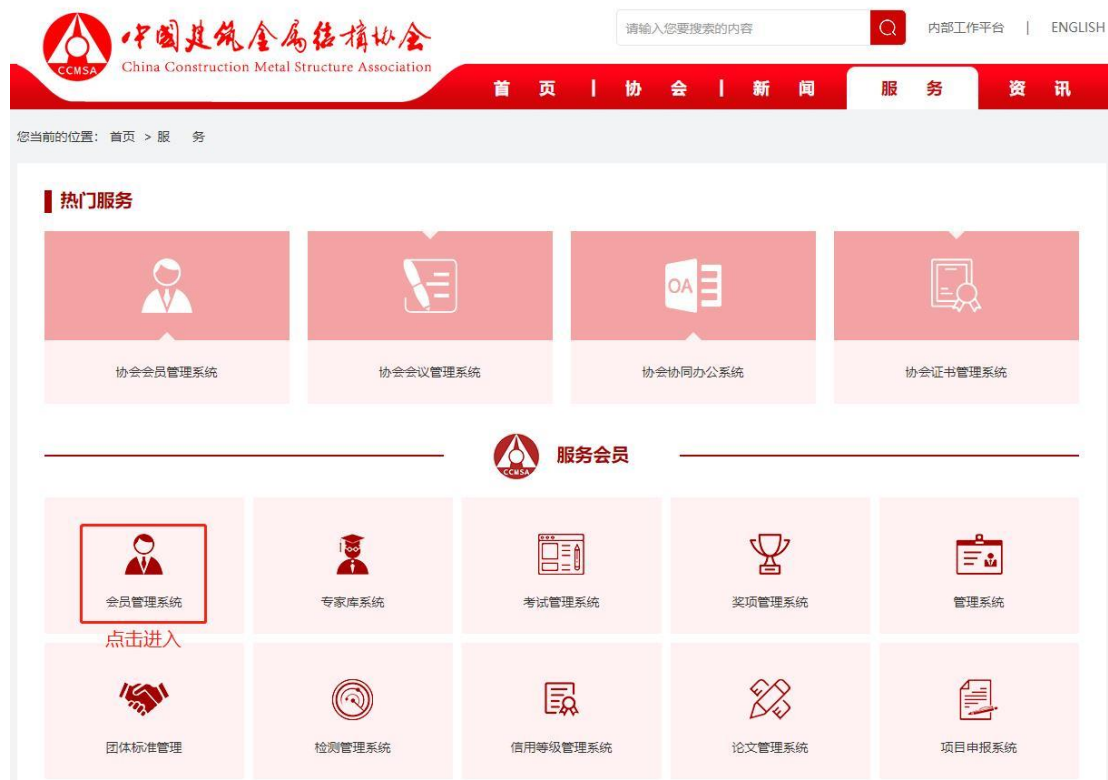 中国建筑金属结构协会
China Construction Metal Structure Association
CCMSA
请输入您要搜索的内容
内部工作平台 | ENGLISH
首 页 | 协 会 | 新 闻 服 务 资 讯
您当前的位置： 首页 > 服 务
热门服务
OA
协会会员管理系统 协会会议管理系统 协会协同办公系统 协会证书管理系统
CCMSA
服务会员
会员管理系统 专家库系统 考试管理系统 奖项管理系统 管理系统
点击进入
团体标准管理 检测管理系统 信用等级管理系统 论文管理系统 项目申报系统